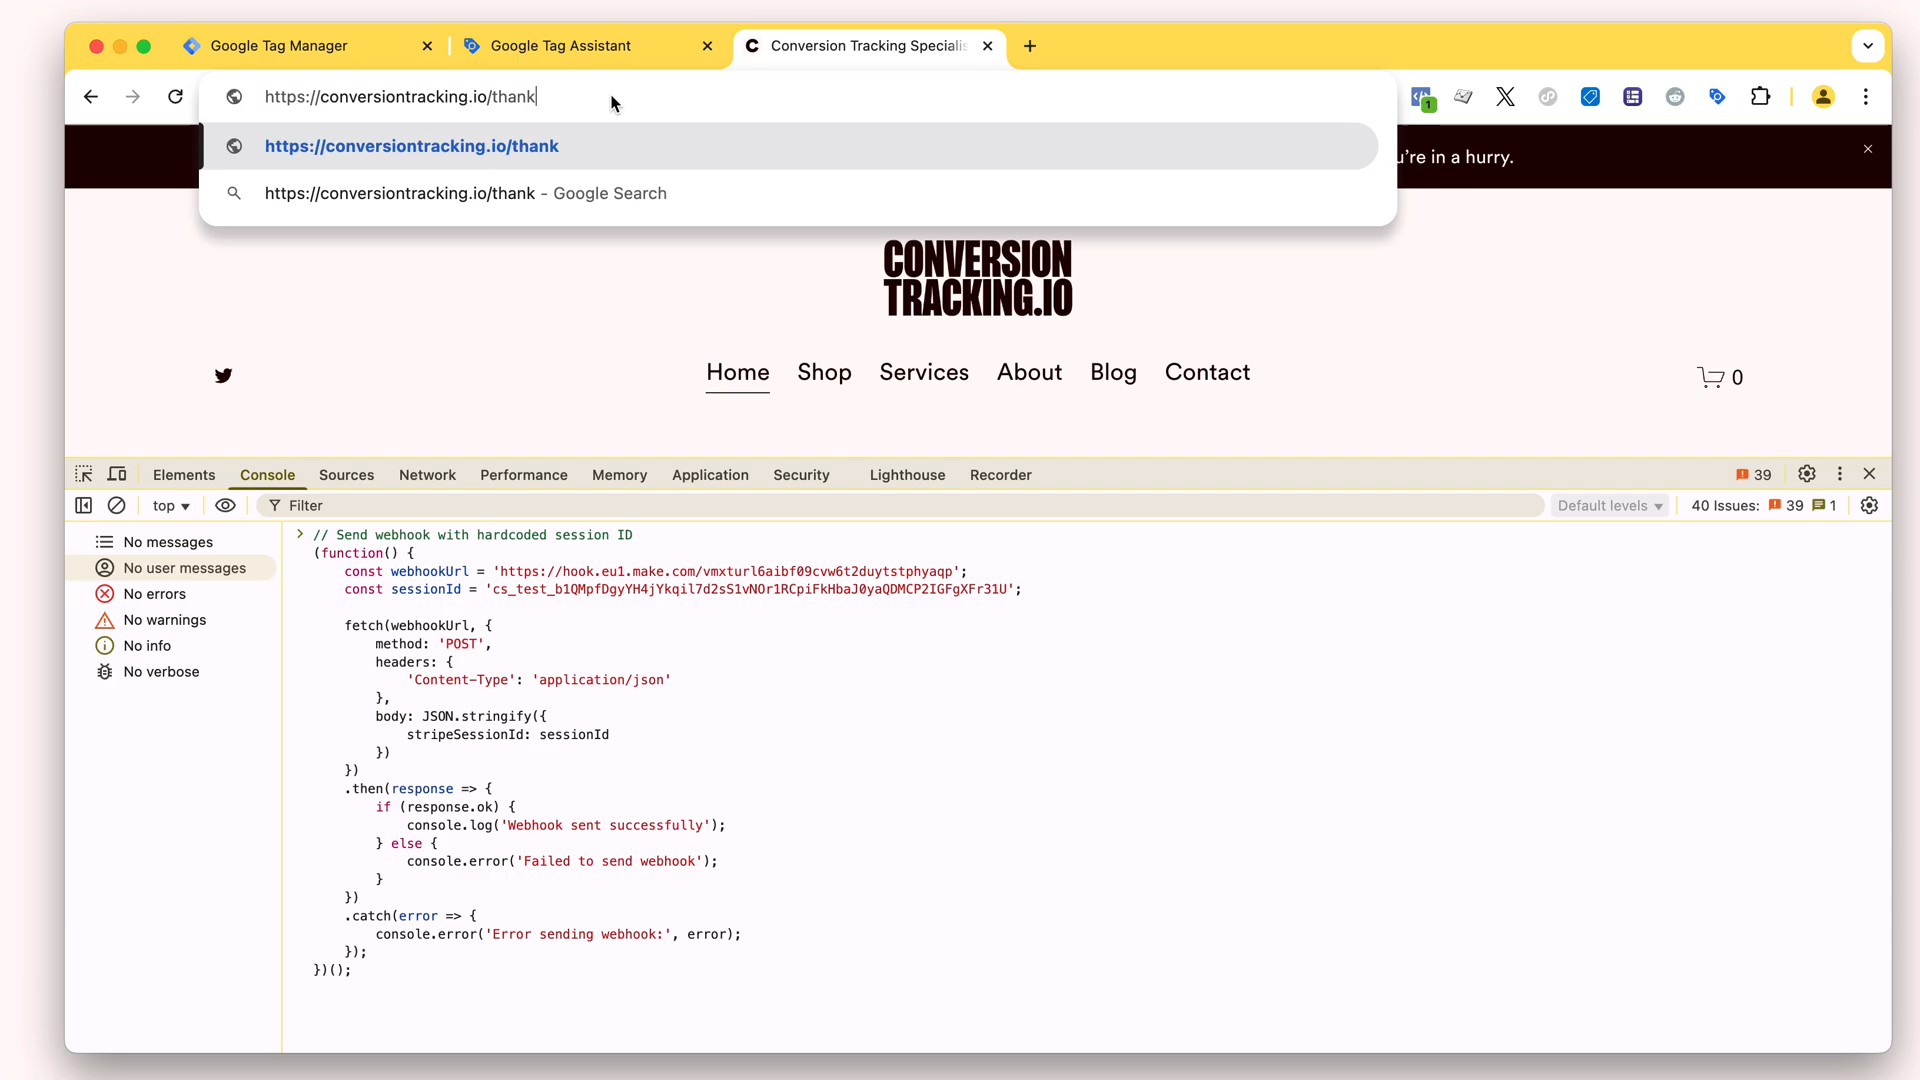 Google Tag Manager
Google Tag Assistant
Conversion Tracking Specialis
https://conversiontracking.io/thank
1
https://conversiontracking.io/thank
https://conversiontracking.io/thank - Google Search
u're in a hurry.
CONVERSION
TRACKING.IO
Home Shop Services About Blog Contact
0
Elements Console Sources Network Performance Memory Application Security Lighthouse Recorder
39
top
Filter
Default levels
40 Issues: 39 1
No messages
No user messages
No errors
No warnings
No info
No verbose
// Send webhook with hardcoded session ID
(function() {
const webhookUrl = 'https://hook.eu1.make.com/vmxturl6aibf09cvw6t2duytstphyaqp';
const sessionId = 'cs_test_b1QMpfDgyYH4jYkqil7d2sS1vNOr1RCpiFkHbaJ0yaQDMCP2IGFgXFr31U';
fetch(webhookUrl, {
method: 'POST',
headers: {
'Content-Type': 'application/json'
},
body: JSON.stringify({
stripeSessionId: sessionId
})
})
.then(response => {
if (response.ok) {
console.log('Webhook sent successfully');
} else {
console.error('Failed to send webhook');
}
})
.catch(error => {
console.error('Error sending webhook:', error);
});
})();